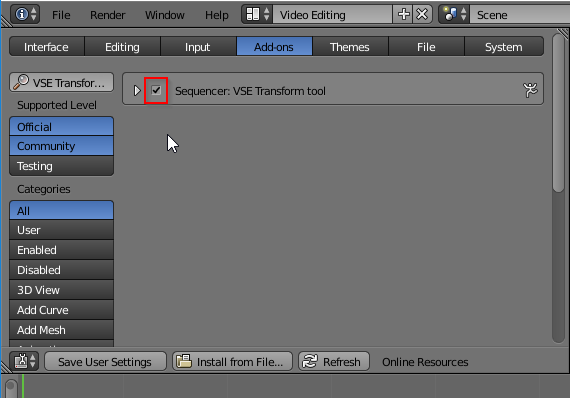 File Render Window Help Video Editing Scene
Interface Editing Input Add-ons Themes File System
VSE Transfor... Sequencer: VSE Transform tool
Supported Level
Official
Community
Testing
Categories
All
User
Enabled
Disabled
3D View
Add Curve
Add Mesh
Save User Settings Install from File... Refresh Online Resources